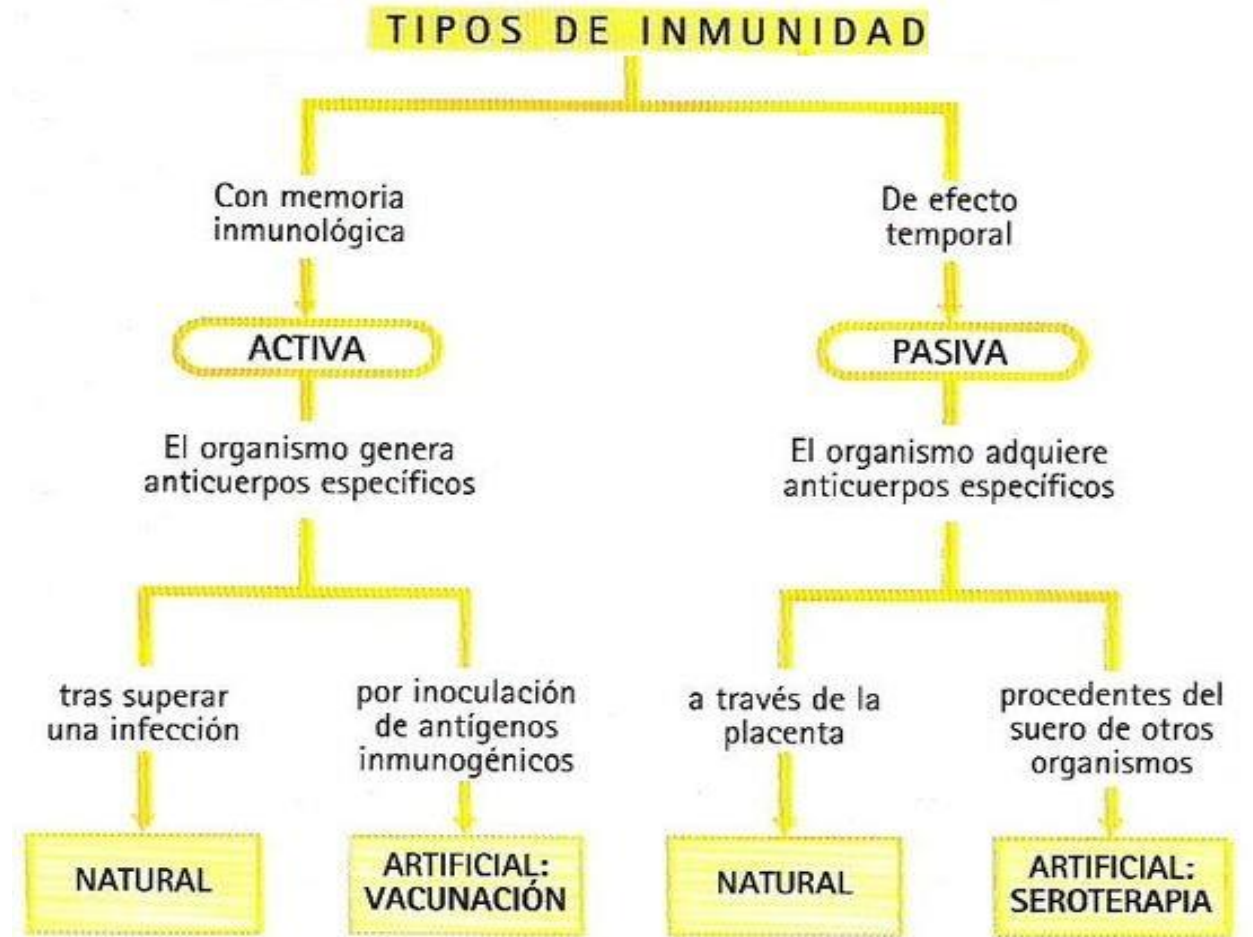 TIPOS DE INMUNIDAD
Con memoria
inmunológica
De efecto
temporal
ACTIVA
PASIVA
El organismo genera
anticuerpos específicos
El organismo adquiere
anticuerpos específicos
tras superar
una infección
por inoculación
de antígenos
inmunogénicos
a través de la
placenta
procedentes del
suero de otros
organismos
NATURAL
ARTIFICIAL:
VACUNACIÓN
NATURAL
ARTIFICIAL:
SEROTERAPIA